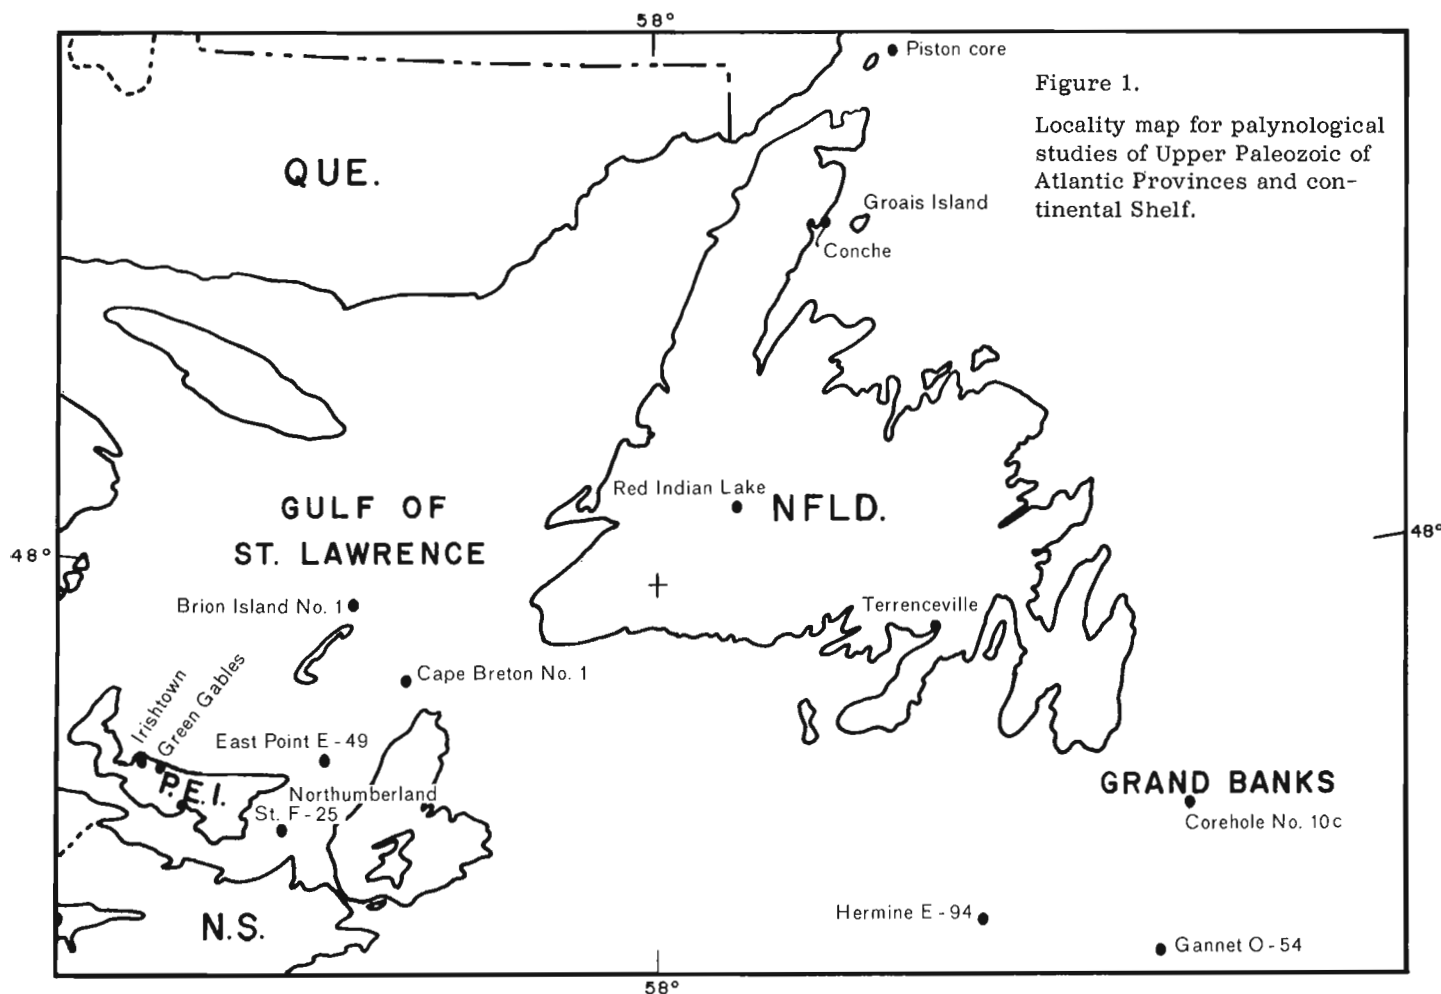 58°
Piston core
Figure 1.
Locality map for palynological
studies of Upper Paleozoic of
Atlantic Provinces and con-
tinental Shelf.
QUE.
Groais Island
Conche
GULF OF
ST. LAWRENCE
Red Indian Lake
NFLD.
48°
48°
Brion Island No. 1
Terrenceville
Cape Breton No. 1
Irishtown
Green Gables
East Point E-49
P.E.I.
Northumberland
St. F-25
GRAND BANKS
Corehole No. 10c
N.S.
Hermine E-94
Gannet O-54
58°